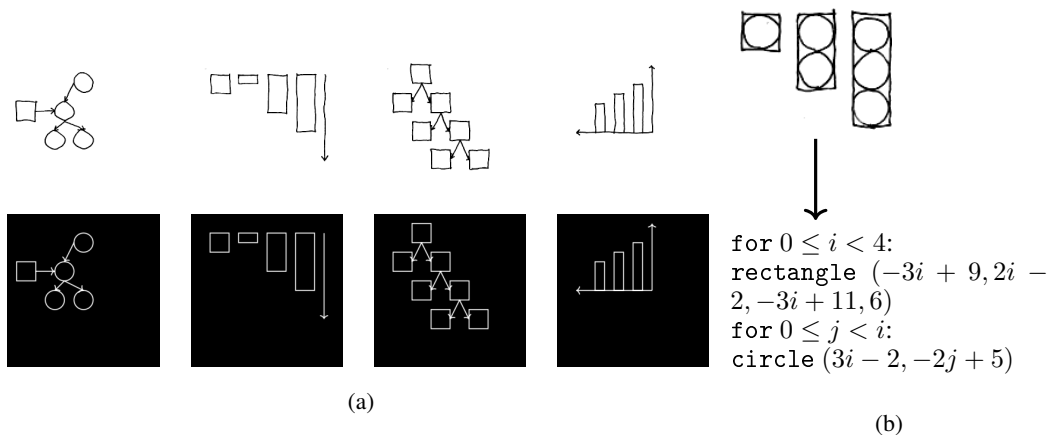 for 0 ≤ i < 4:
rectangle (−3i + 9, 2i −
2, −3i + 11, 6)
for 0 ≤ j < i:
circle (3i − 2, −2j + 5)
(a)
(b)